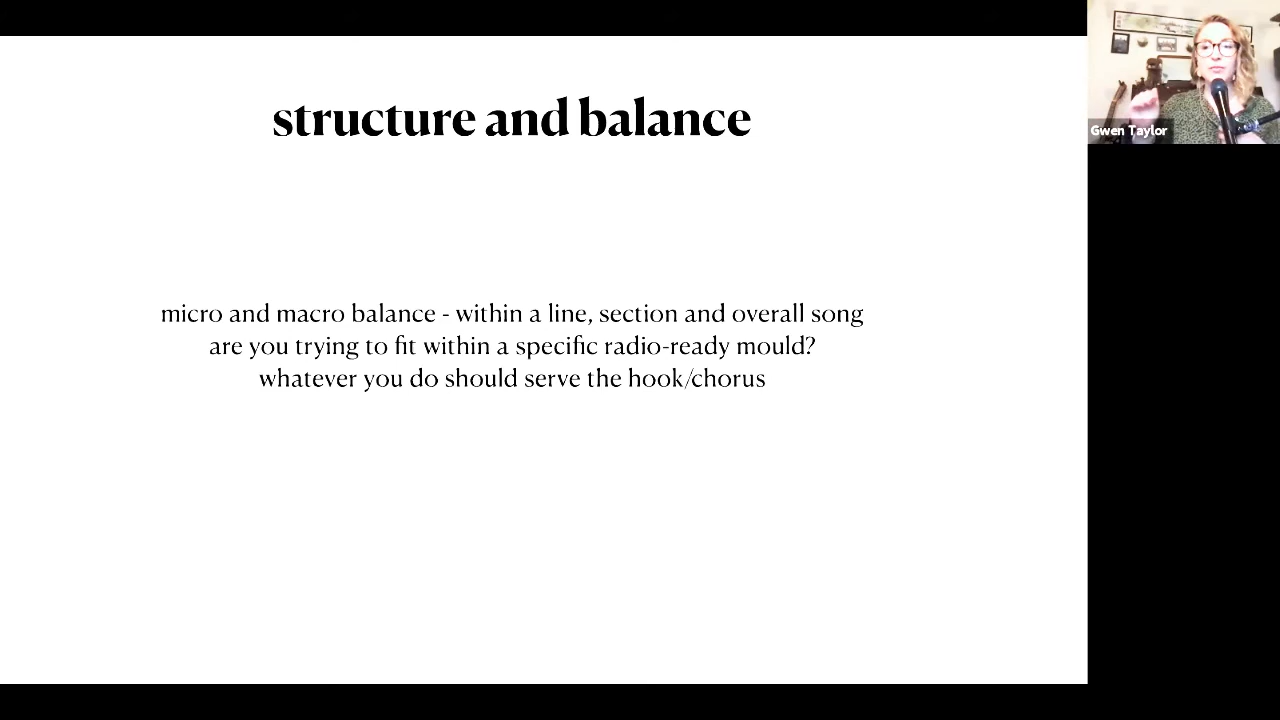 structure and balance
micro and macro balance - within a line, section and overall song
are you trying to fit within a specific radio-ready mould?
whatever you do should serve the hook/chorus
Gwen Taylor